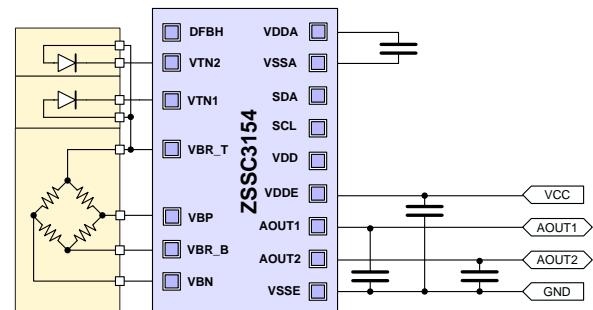 DFBH
VTN2
VTN1
VBR_T
VBP
VBR_B
VBN
ZSSC3154
VDDA
VSSA
SDA
SCL
VDD
VDDE
AOUT1
AOUT2
VSSE
VCC
AOUT1
AOUT2
GND